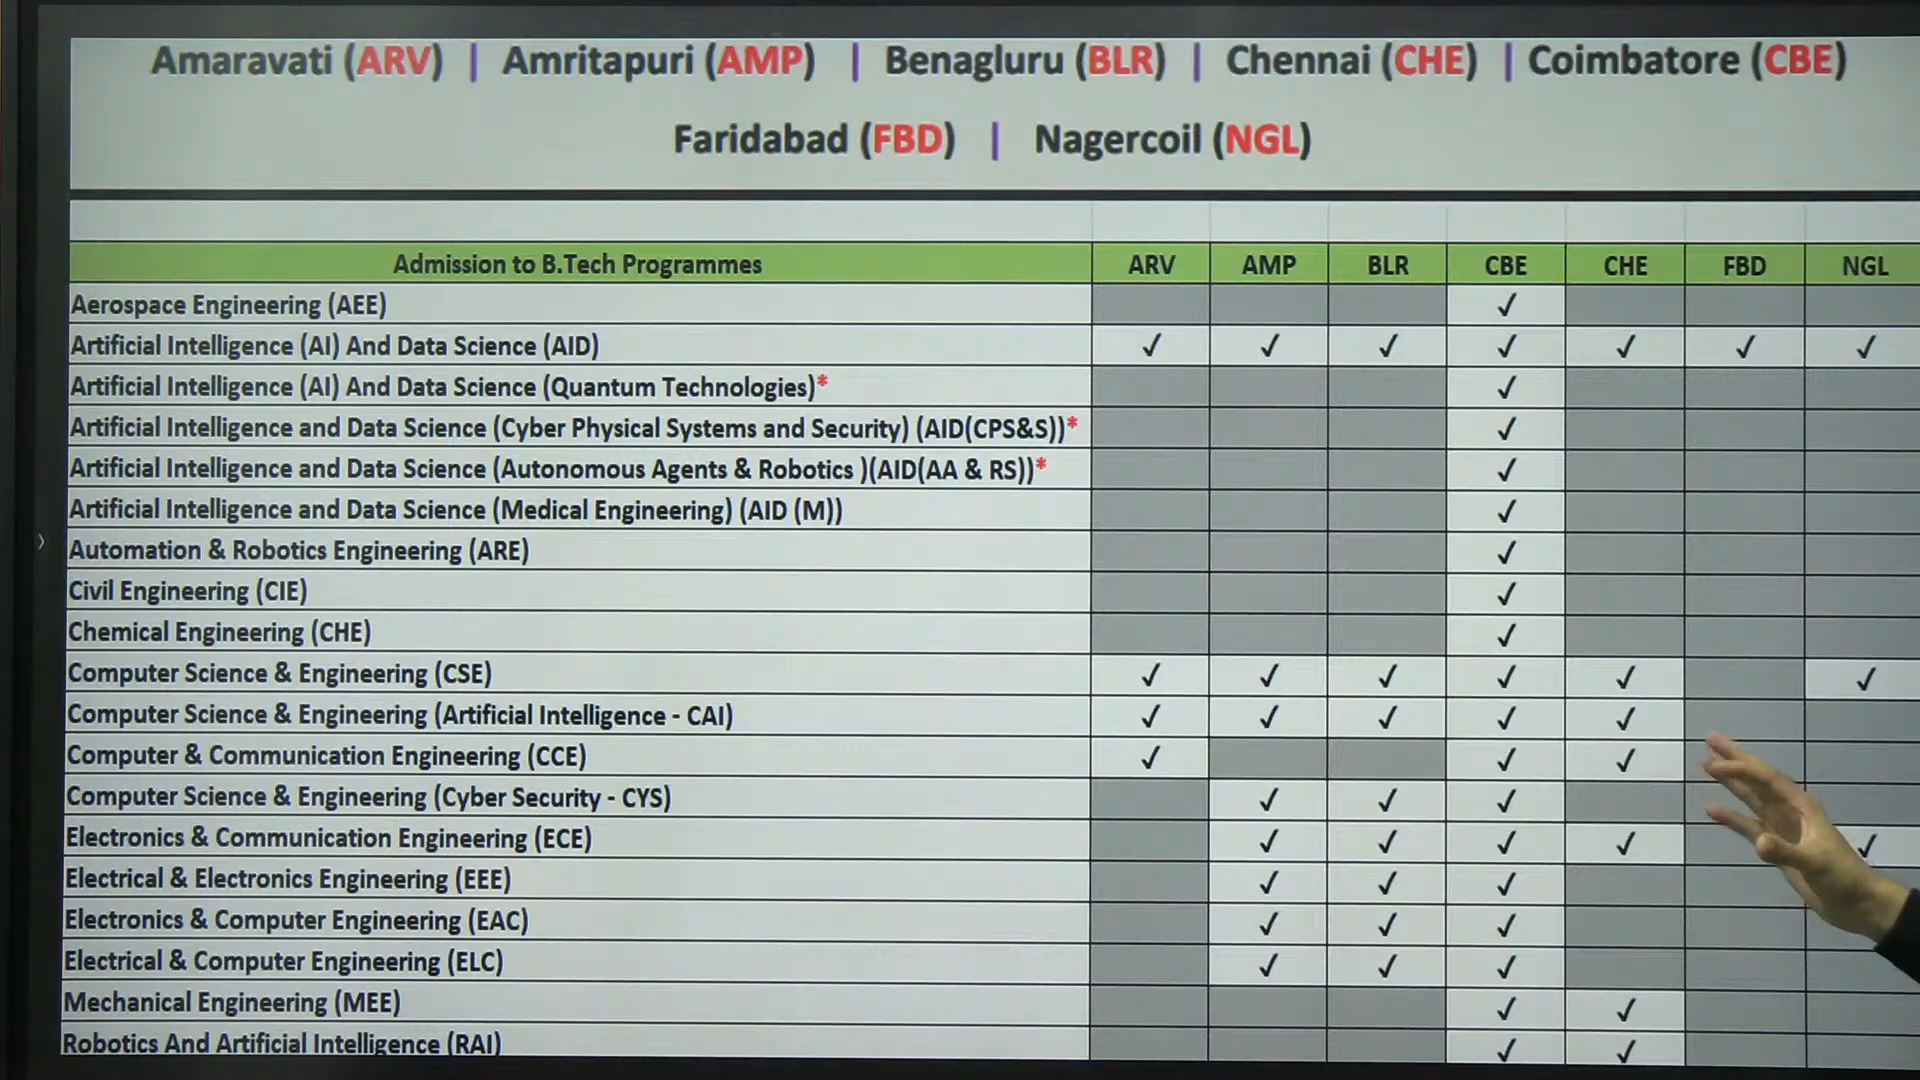 Amaravati (ARV) | Amritapuri (AMP) | Benagluru (BLR) | Chennai (CHE) | Coimbatore (CBE)
Faridabad (FBD) | Nagercoil (NGL)
Admission to B.Tech Programmes ARV AMP BLR CBE CHE FBD NGL
Aerospace Engineering (AEE) ✓
Artificial Intelligence (AI) And Data Science (AID) ✓ ✓ ✓ ✓ ✓ ✓ ✓
Artificial Intelligence (AI) And Data Science (Quantum Technologies)* ✓
Artificial Intelligence and Data Science (Cyber Physical Systems and Security) (AID(CPS&S))* ✓
Artificial Intelligence and Data Science (Autonomous Agents & Robotics )(AID(AA & RS))* ✓
Artificial Intelligence and Data Science (Medical Engineering) (AID (M)) ✓
Automation & Robotics Engineering (ARE) ✓
Civil Engineering (CIE) ✓
Chemical Engineering (CHE) ✓
Computer Science & Engineering (CSE) ✓ ✓ ✓ ✓ ✓ ✓
Computer Science & Engineering (Artificial Intelligence - CAI) ✓ ✓ ✓ ✓ ✓
Computer & Communication Engineering (CCE) ✓ ✓ ✓
Computer Science & Engineering (Cyber Security - CYS) ✓ ✓ ✓
Electronics & Communication Engineering (ECE) ✓ ✓ ✓ ✓ ✓
Electrical & Electronics Engineering (EEE) ✓ ✓ ✓
Electronics & Computer Engineering (EAC) ✓ ✓ ✓
Electrical & Computer Engineering (ELC) ✓ ✓ ✓
Mechanical Engineering (MEE) ✓ ✓
Robotics And Artificial Intelligence (RAI) ✓ ✓